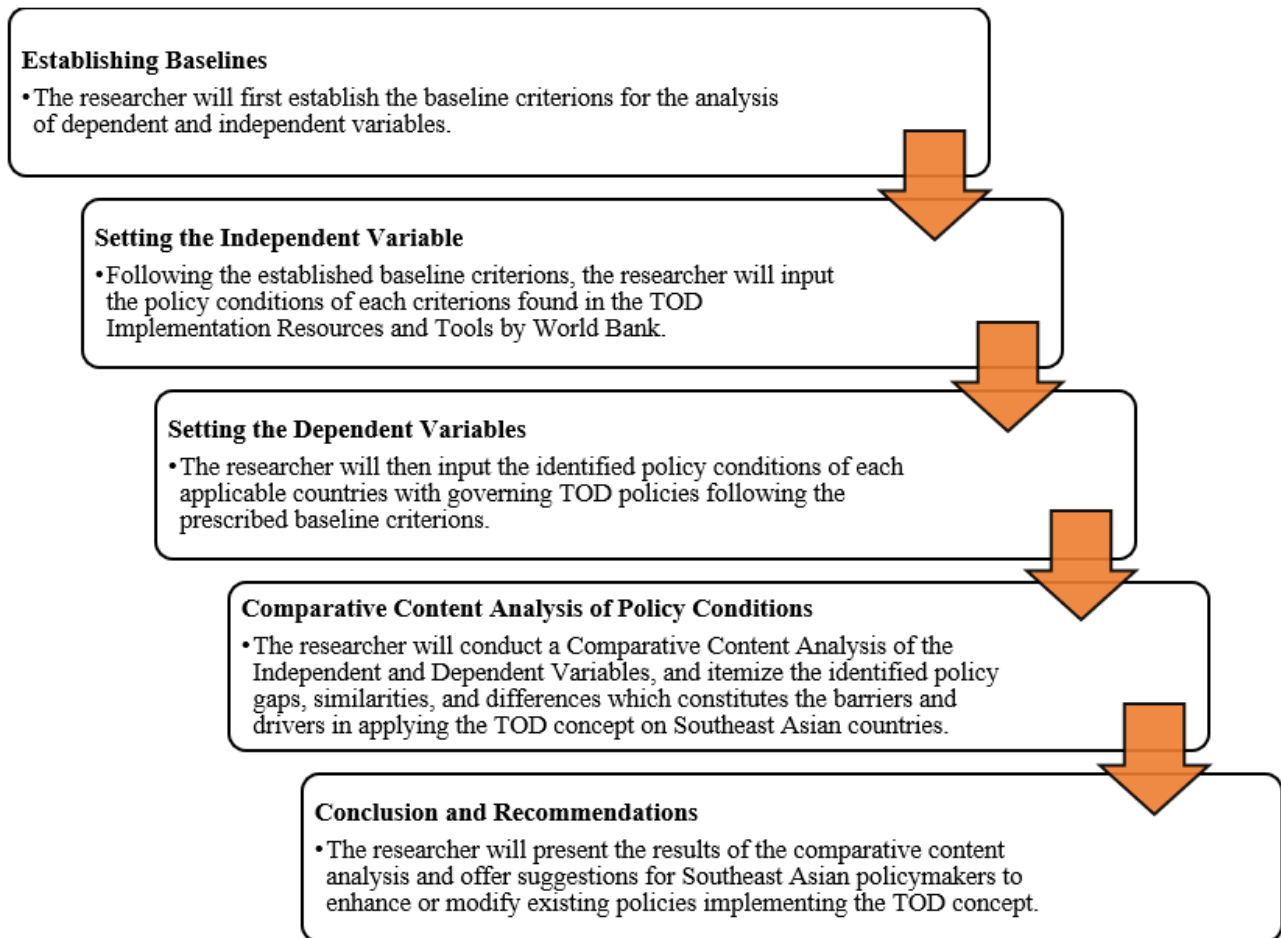 Establishing Baselines
•The researcher will first establish the baseline criterions for the analysis
of dependent and independent variables.
Setting the Independent Variable
•Following the established baseline criterions, the researcher will input
the policy conditions of each criterions found in the TOD
Implementation Resources and Tools by World Bank.
Setting the Dependent Variables
•The researcher will then input the identified policy conditions of each
applicable countries with governing TOD policies following the
prescribed baseline criterions.
Comparative Content Analysis of Policy Conditions
•The researcher will conduct a Comparative Content Analysis of the
Independent and Dependent Variables, and itemize the identified policy
gaps, similarities, and differences which constitutes the barriers and
drivers in applying the TOD concept on Southeast Asian countries.
Conclusion and Recommendations
•The researcher will present the results of the comparative content
analysis and offer suggestions for Southeast Asian policymakers to
enhance or modify existing policies implementing the TOD concept.